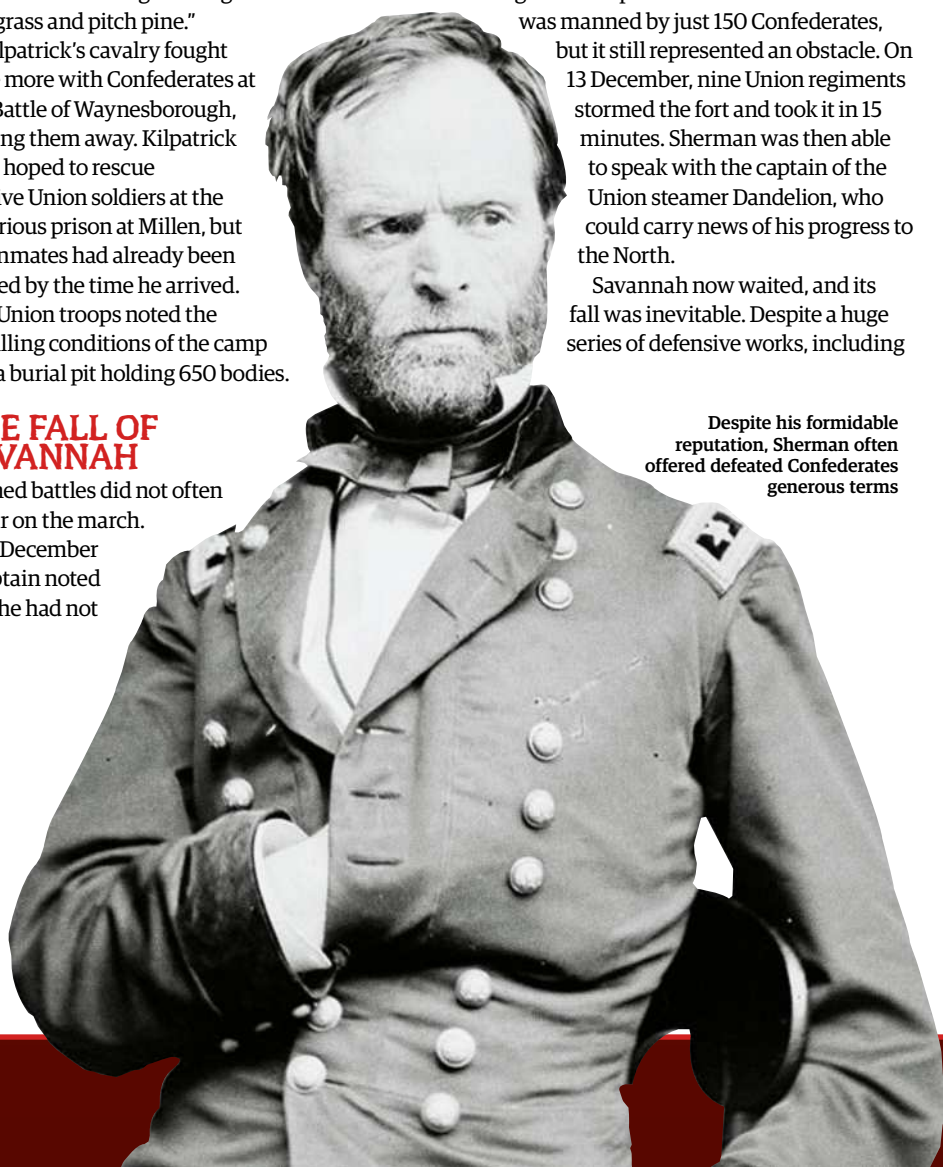 grass and pitch pine.”
lpatrick’s cavalry fought
more with Confederates at
Battle of Waynesborough,
ng them away. Kilpatrick
hoped to rescue
ve Union soldiers at the
rious prison at Millen, but
nmates had already been
ed by the time he arrived.
Union troops noted the
lling conditions of the camp
a burial pit holding 650 bodies.
E FALL OF
VANNAH
ned battles did not often
r on the march.
December
ptain noted
he had not
was manned by just 150 Confederates,
but it still represented an obstacle. On
13 December, nine Union regiments
stormed the fort and took it in 15
minutes. Sherman was then able
to speak with the captain of the
Union steamer Dandelion, who
could carry news of his progress to
the North.
Savannah now waited, and its
fall was inevitable. Despite a huge
series of defensive works, including
Despite his formidable
reputation, Sherman often
offered defeated Confederates
generous terms